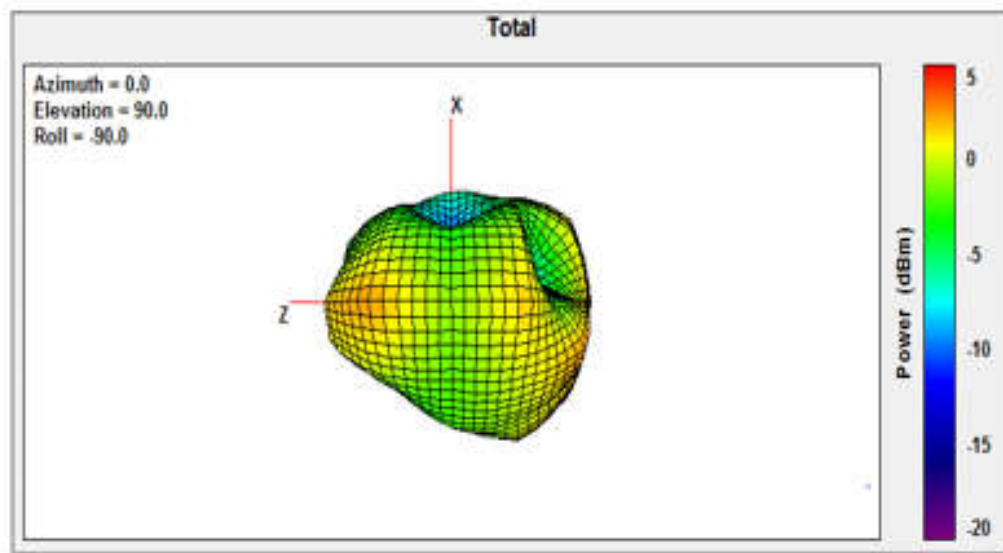 Total
Azimuth = 0.0
Elevation = 90.0
Roll = -90.0
X
Z
Power (dBm)
5
0
-5
-10
-15
-20